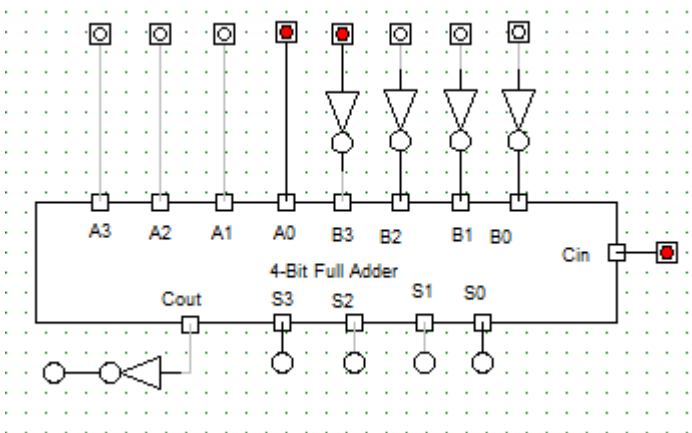 A3 A2 A1 A0 B3 B2 B1 B0
Cin
4-Bit Full Adder
Cout S3 S2 S1 S0